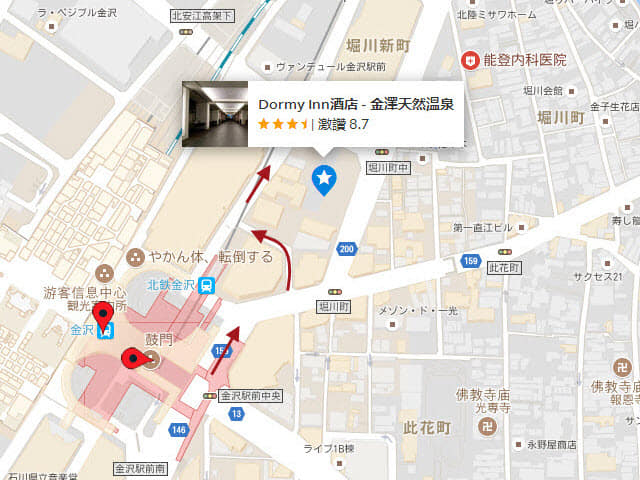 ラ・ベジブル金沢
北安江高架下
北陸ミサワホーム
堀川新町
ヴァンデュール金沢駅前
能登内科医院
堀川會館
金子生花店
堀川町
Dormy Inn酒店 - 金澤天然溫泉
激讚 8.7
堀川町中
寿し龍
第一直江ビル
200
159
此花町
サクセス21
やかん体、転倒する
北鉄金沢
游客信息中心
観光案内所
堀川町
メゾン・ド・一光
金沢
鼓門
159
佛教寺庙
光専寺
佛教寺庙
報恩寺
金沢駅前中央
13
此花町
146
永野屋商店
ライブ1B棟
金沢駅前南
石川県立音楽堂